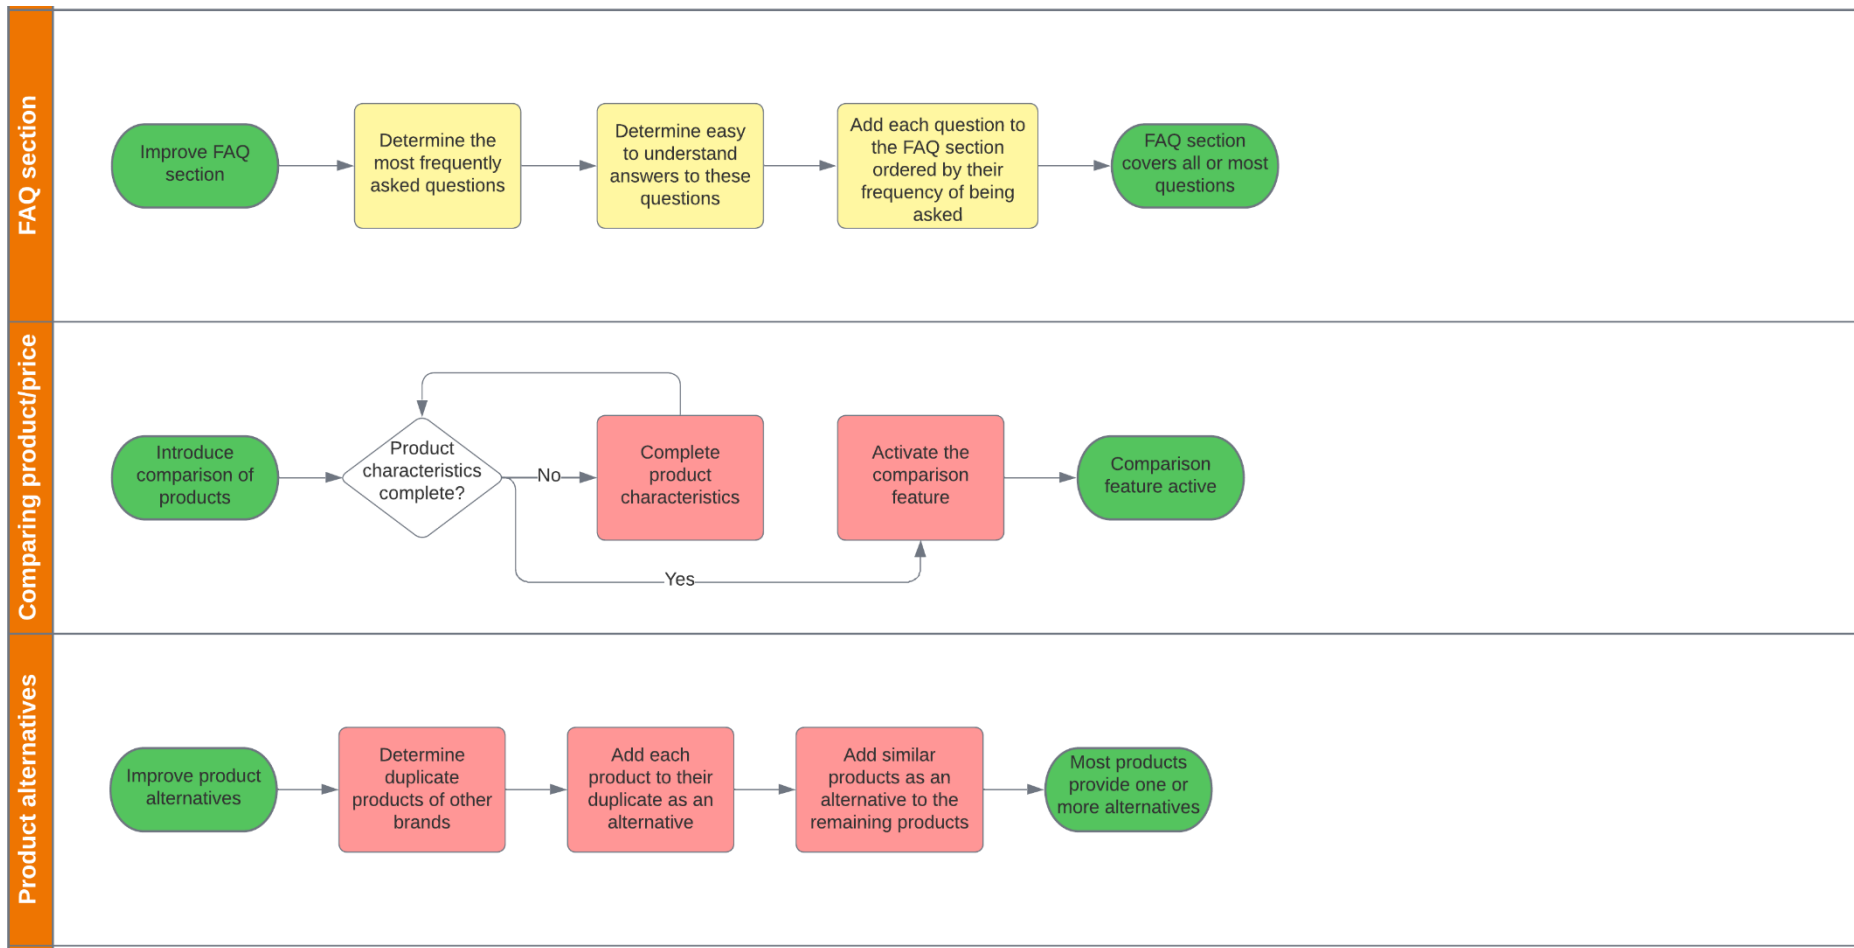 FAQ section
Improve FAQ
section
Determine the
most frequently
asked questions
Determine easy
to understand
answers to these
questions
Add each question to
the FAQ section
ordered by their
frequency of being
asked
FAQ section
covers all or most
questions
Comparing product/price
Introduce
comparison of
products
Product
characteristics
complete?
No
Complete
product
characteristics
Yes
Activate the
comparison
feature
Comparison
feature active
Product alternatives
Improve product
alternatives
Determine
duplicate
products of other
brands
Add each
product to their
duplicate as an
alternative
Add similar
products as an
alternative to the
remaining products
Most products
provide one or
more alternatives